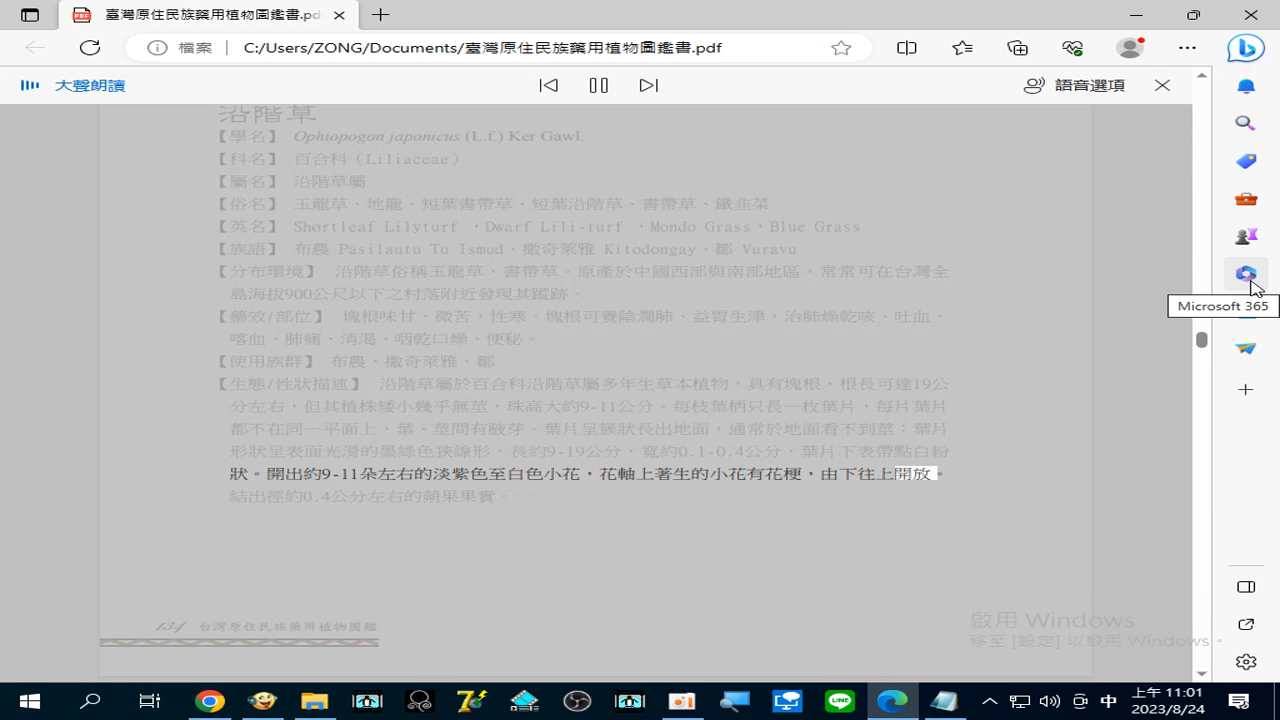 臺灣原住民族藥用植物圖鑑書.pdf
檔案
C:/Users/ZONG/Documents/臺灣原住民族藥用植物圖鑑書.pdf
大聲朗讀
語音選項
沿階草
【學名】 Ophiopogon japonicus (L.f.) Ker Gawl.
【科名】 百合科（Liliaceae）
【屬名】 沿階草屬
【俗名】 玉龍草、地龍、短葉書帶草、短葉沿階草、書帶草、鐵韭菜
【英名】 Shortleaf Lilyturf ，Dwarf Lili-turf ，Mondo Grass，Blue Grass
【族語】 布農 Pasilautu Tu Ismud，撒奇萊雅 Kitodongay，鄒 Vuravu
【分布環境】 沿階草俗稱玉龍草、書帶草。原產於中國西部與南部地區，常常可在台灣全
島海拔900公尺以下之村落附近發現其蹤跡。
【藥效/部位】 塊根味甘、微苦，性寒。塊根可養陰潤肺、益腎生津，治肺燥乾咳、吐血、
喀血、肺痛、消渴、咽乾口燥、便秘。
【使用族群】 布農、撒奇萊雅、鄒
【生態/性狀描述】 沿階草屬於百合科沿階草屬多年生草本植物，具有塊根，根長可達19公
分左右，但其植株矮小幾乎無莖，珠高大約9-11公分。每枝葉柄只長一枚葉片，每片葉片
都不在同一平面上，葉、莖間有腋芽。葉片呈簇狀長出地面，通常於地面看不到莖；葉片
形狀呈表面光滑的墨綠色狹線形，長約9-19公分，寬約0.1-0.4公分，葉片下表帶點白粉
狀。開出約9-11朵左右的淡紫色至白色小花，花軸上著生的小花有花梗，由下往上開放。
結出徑約0.4公分左右的蒴果果實。
134 台灣原住民族藥用植物圖鑑
Microsoft 365
啟用 Windows
移至 [設定] 以啟用 Windows。
中
上午 11:01
2023/8/24